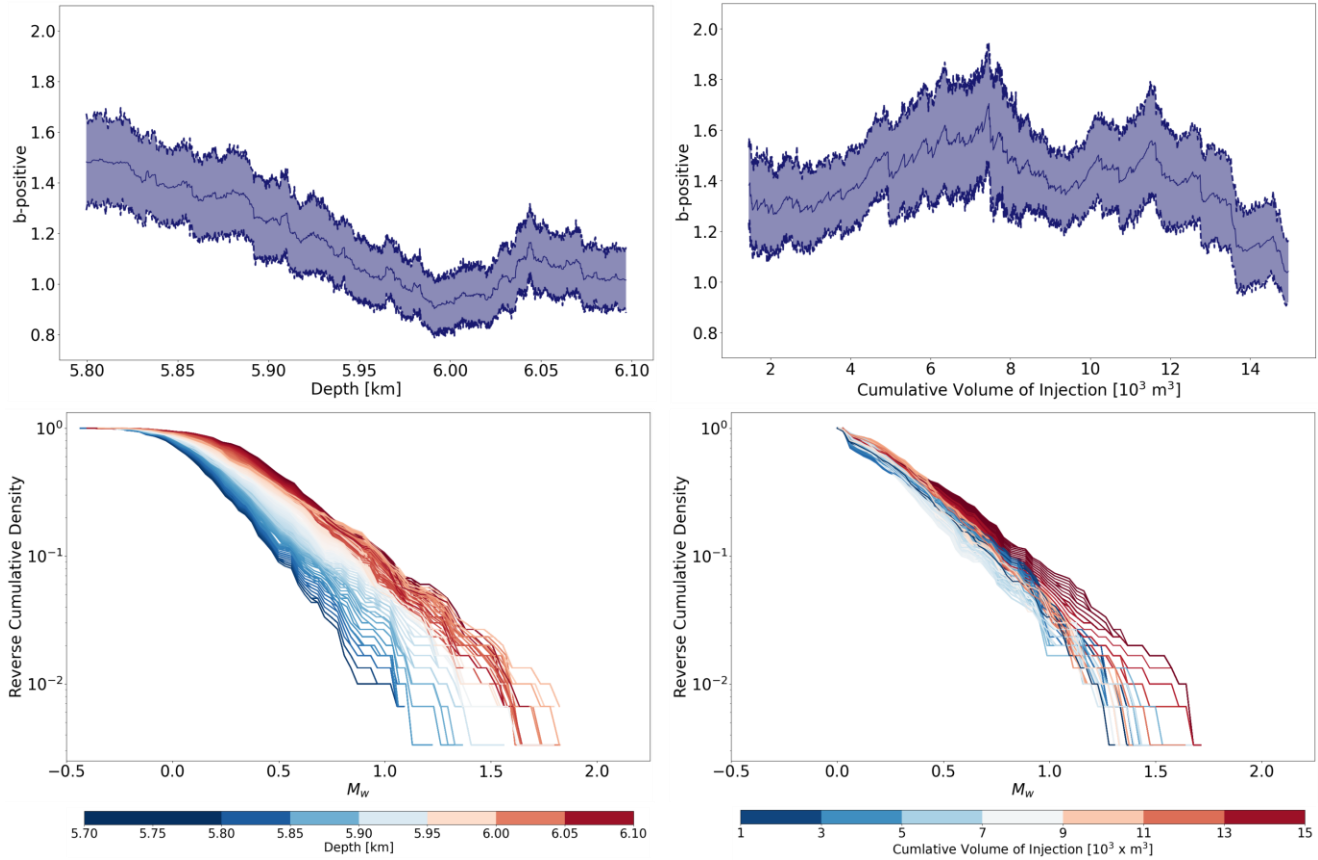 2.0
1.8
1.6
1.4
1.2
1.0
0.8
b-positive
5.80 5.85 5.90 5.95 6.00 6.05 6.10
Depth [km]
2.0
1.8
1.6
1.4
1.2
1.0
0.8
b-positive
2 4 6 8 10 12 14
Cumulative Volume of Injection [10³ m³]
10⁰
10⁻¹
10⁻²
Reverse Cumulative Density
−0.5 0.0 0.5 1.0 1.5 2.0
M_w
5.70 5.75 5.80 5.85 5.90 5.95 6.00 6.05 6.10
Depth [km]
10⁰
10⁻¹
10⁻²
Reverse Cumulative Density
−0.5 0.0 0.5 1.0 1.5 2.0
M_w
1 3 5 7 9 11 13 15
Cumulative Volume of Injection [10³ x m³]